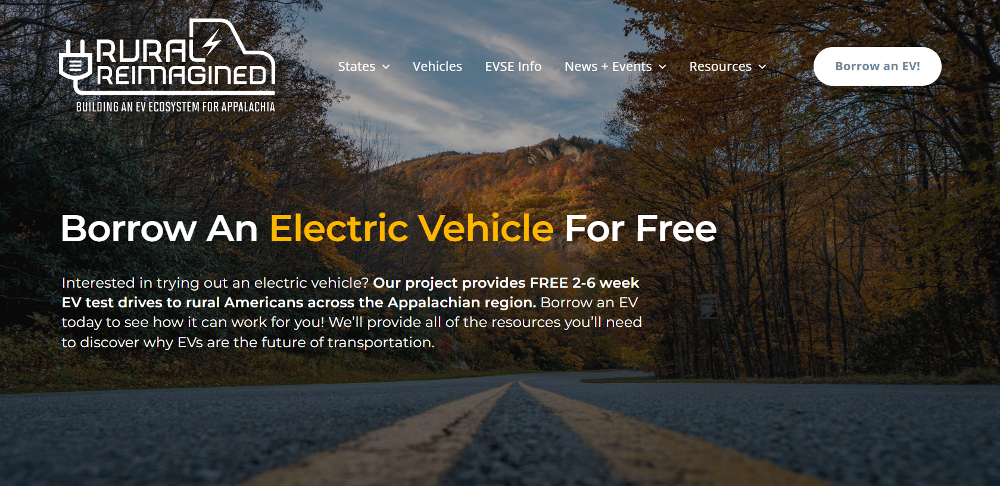 RURAL
REIMAGINED
BUILDING AN EV ECOSYSTEM FOR APPALACHIA
States
Vehicles
EVSE Info
News + Events
Resources
Borrow an EV!
Borrow An Electric Vehicle For Free
Interested in trying out an electric vehicle? Our project provides FREE 2-6 week
EV test drives to rural Americans across the Appalachian region. Borrow an EV
today to see how it can work for you! We’ll provide all of the resources you’ll need
to discover why EVs are the future of transportation.